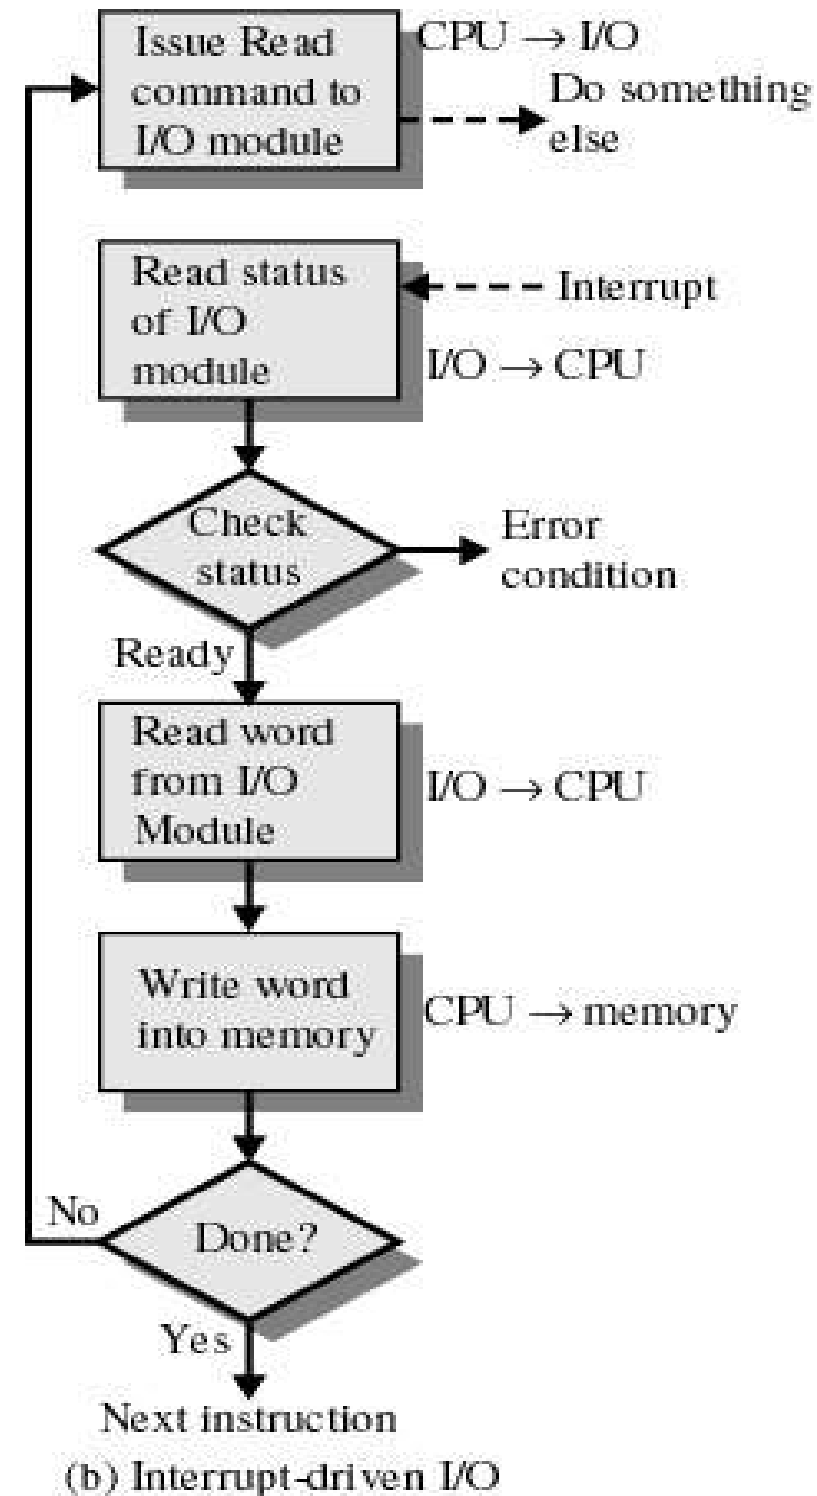 Issue Read
command to
I/O module
CPU → I/O
Do something
else
Read status
of I/O
module
Interrupt
I/O → CPU
Check
status
Error
condition
Ready
Read word
from I/O
Module
I/O → CPU
Write word
into memory
CPU → memory
No
Done?
Yes
Next instruction
(b) Interrupt-driven I/O